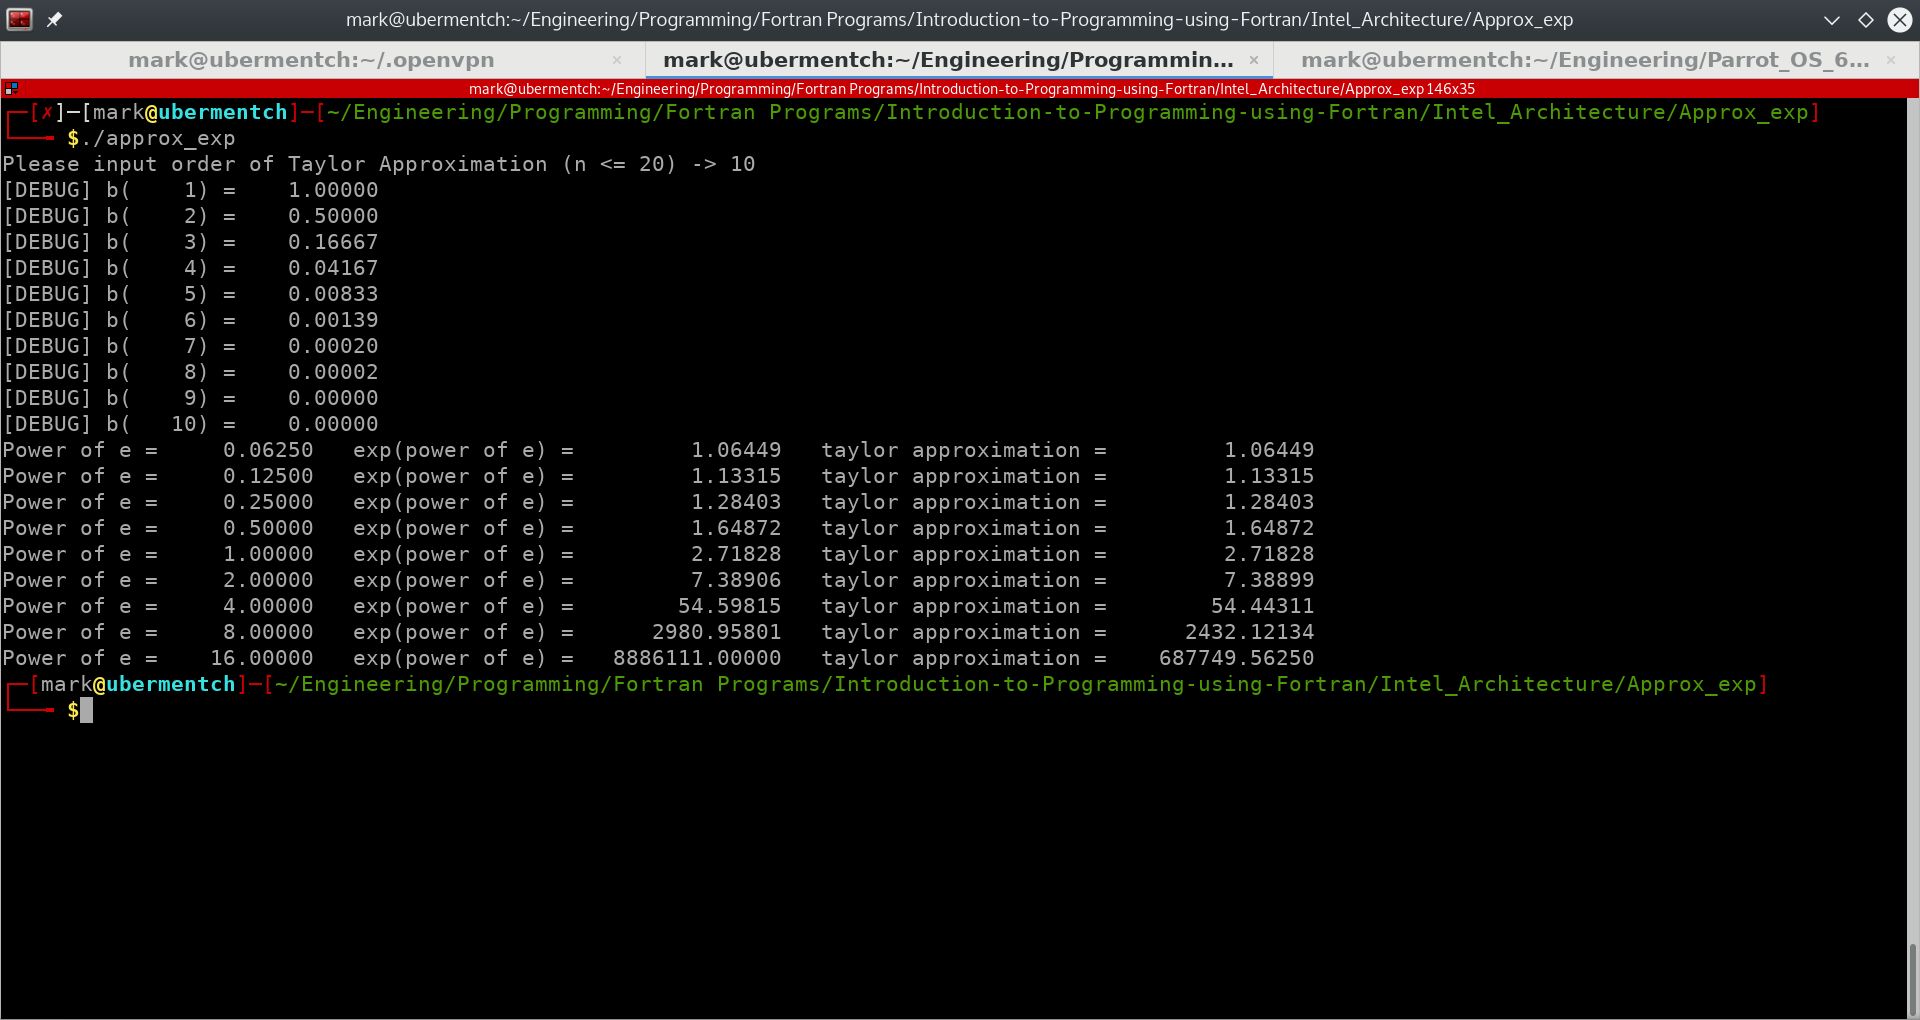 mark@ubermentch:~/Engineering/Programming/Fortran Programs/Introduction-to-Programming-using-Fortran/Intel_Architecture/Approx_exp
mark@ubermentch:~/.openvpn × mark@ubermentch:~/Engineering/Programmin... × mark@ubermentch:~/Engineering/Parrot_OS_6... ×
mark@ubermentch:~/Engineering/Programming/Fortran Programs/Introduction-to-Programming-using-Fortran/Intel_Architecture/Approx_exp 146x35
┌─[✗]─[mark@ubermentch]─[~/Engineering/Programming/Fortran Programs/Introduction-to-Programming-using-Fortran/Intel_Architecture/Approx_exp]
└──╼ $./approx_exp
Please input order of Taylor Approximation (n <= 20) -> 10
[DEBUG] b(    1) =    1.00000
[DEBUG] b(    2) =    0.50000
[DEBUG] b(    3) =    0.16667
[DEBUG] b(    4) =    0.04167
[DEBUG] b(    5) =    0.00833
[DEBUG] b(    6) =    0.00139
[DEBUG] b(    7) =    0.00020
[DEBUG] b(    8) =    0.00002
[DEBUG] b(    9) =    0.00000
[DEBUG] b(   10) =    0.00000
Power of e =     0.06250   exp(power of e) =         1.06449   taylor approximation =         1.06449
Power of e =     0.12500   exp(power of e) =         1.13315   taylor approximation =         1.13315
Power of e =     0.25000   exp(power of e) =         1.28403   taylor approximation =         1.28403
Power of e =     0.50000   exp(power of e) =         1.64872   taylor approximation =         1.64872
Power of e =     1.00000   exp(power of e) =         2.71828   taylor approximation =         2.71828
Power of e =     2.00000   exp(power of e) =         7.38906   taylor approximation =         7.38899
Power of e =     4.00000   exp(power of e) =        54.59815   taylor approximation =        54.44311
Power of e =     8.00000   exp(power of e) =      2980.95801   taylor approximation =      2432.12134
Power of e =    16.00000   exp(power of e) =   8886111.00000   taylor approximation =    687749.56250
┌─[mark@ubermentch]─[~/Engineering/Programming/Fortran Programs/Introduction-to-Programming-using-Fortran/Intel_Architecture/Approx_exp]
└──╼ $